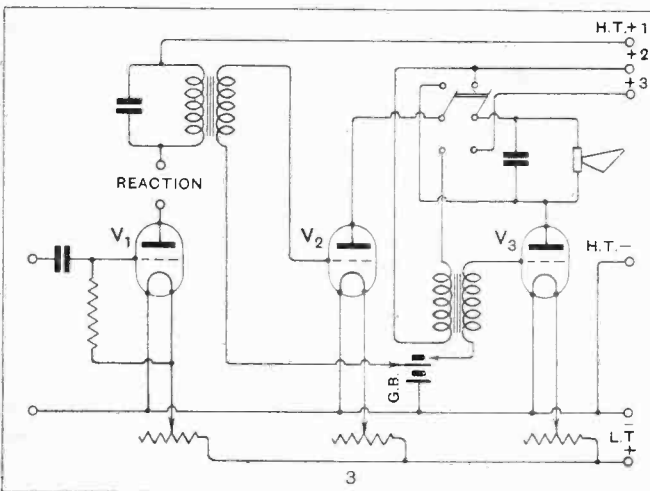 H.T.+1
+2
+3
REACTION
V1
V2
V3
H.T.-
G.B.
-
L.T
+
3